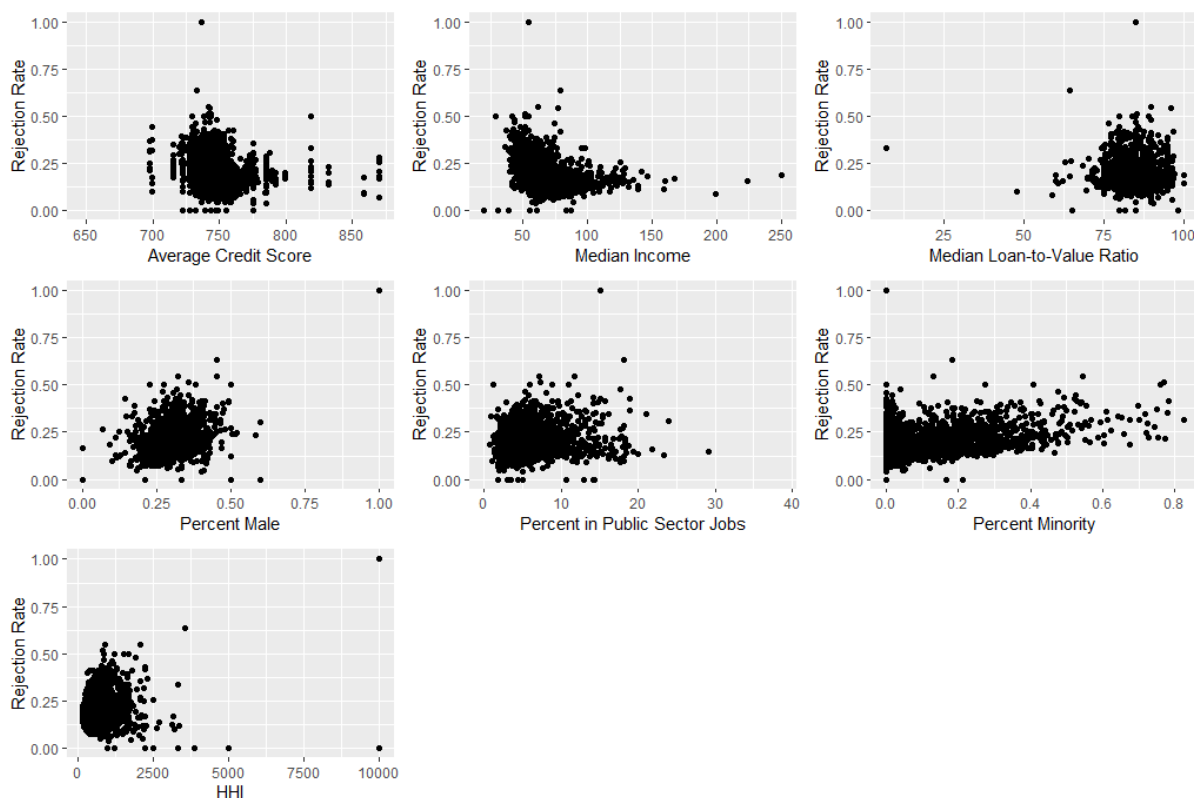 1.00 1.00 1.00
0.75 0.75 0.75
0.50 0.50 0.50
0.25 0.25 0.25
0.00 0.00 0.00
Rejection Rate Rejection Rate Rejection Rate
650 700 750 800 850 50 100 150 200 250 25 50 75 100
Average Credit Score Median Income Median Loan-to-Value Ratio
1.00 1.00 1.00
0.75 0.75 0.75
0.50 0.50 0.50
0.25 0.25 0.25
0.00 0.00 0.00
Rejection Rate Rejection Rate Rejection Rate
0.00 0.25 0.50 0.75 1.00 0 10 20 30 40 0.0 0.2 0.4 0.6 0.8
Percent Male Percent in Public Sector Jobs Percent Minority
1.00
0.75
0.50
0.25
0.00
Rejection Rate
0 2500 5000 7500 10000
HHI